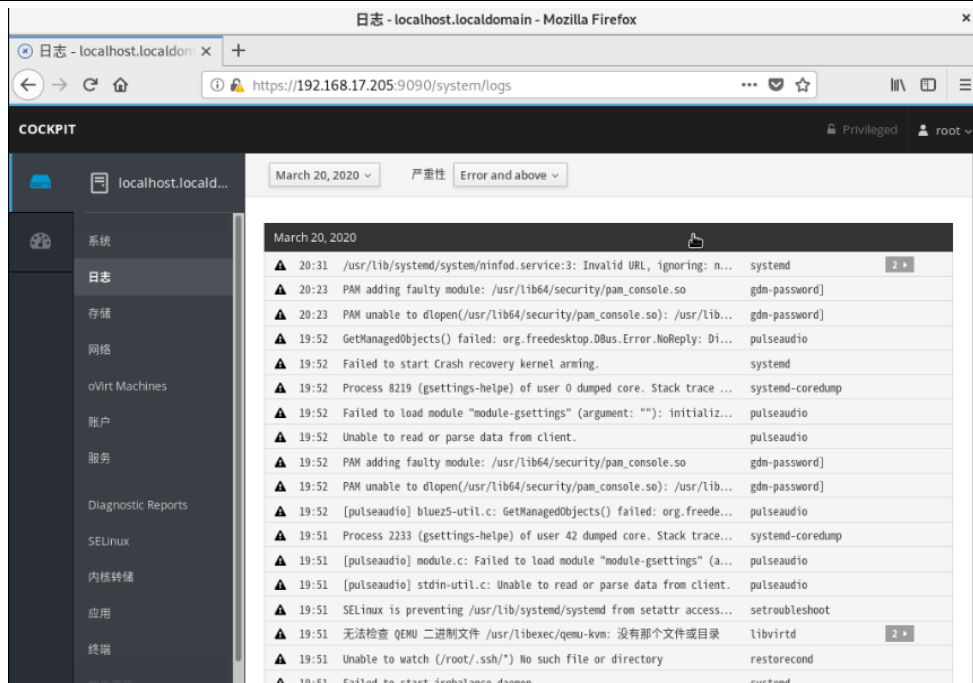 日志 - localhost.localdomain - Mozilla Firefox
日志 - localhost.localdom
https://192.168.17.205:9090/system/logs
COCKPIT
Privileged
root
localhost.locald...
系统
日志
存储
网络
oVirt Machines
账户
服务
Diagnostic Reports
SELinux
内核转储
应用
终端
March 20, 2020 严重性 Error and above
March 20, 2020
20:31 /usr/lib/systemd/system/ninfod.service:3: Invalid URL, ignoring: n... systemd 2
20:23 PAM adding faulty module: /usr/lib64/security/pam_console.so gdm-password]
20:23 PAM unable to dlopen(/usr/lib64/security/pam_console.so): /usr/lib... gdm-password]
19:52 GetManagedObjects() failed: org.freedesktop.DBus.Error.NoReply: Di... pulseaudio
19:52 Failed to start Crash recovery kernel arming. systemd
19:52 Process 8219 (gsettings-helpe) of user 0 dumped core. Stack trace ... systemd-coredump
19:52 Failed to load module "module-gsettings" (argument: ""): initializ... pulseaudio
19:52 Unable to read or parse data from client. pulseaudio
19:52 PAM adding faulty module: /usr/lib64/security/pam_console.so gdm-password]
19:52 PAM unable to dlopen(/usr/lib64/security/pam_console.so): /usr/lib... gdm-password]
19:52 [pulseaudio] bluez5-util.c: GetManagedObjects() failed: org.freede... pulseaudio
19:51 Process 2233 (gsettings-helpe) of user 42 dumped core. Stack trace... systemd-coredump
19:51 [pulseaudio] module.c: Failed to load module "module-gsettings" (a... pulseaudio
19:51 [pulseaudio] stdin-util.c: Unable to read or parse data from client. pulseaudio
19:51 SELinux is preventing /usr/lib/systemd/systemd from setattr access... setroubleshoot
19:51 无法检查 QEMU 二进制文件 /usr/libexec/qemu-kvm: 没有那个文件或目录 libvirtd 2
19:51 Unable to watch (/root/.ssh/*) No such file or directory restorecond
19:51 Failed to start irqbalance daemon. systemd